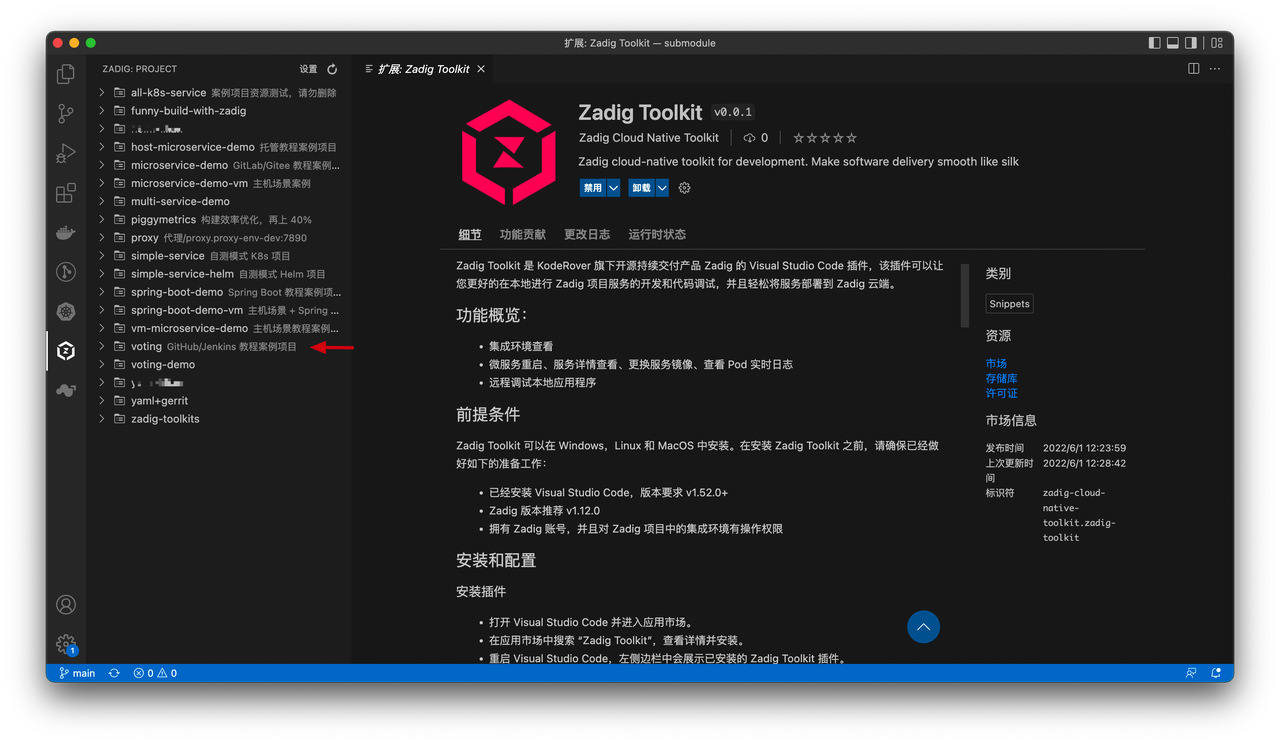 扩展: Zadig Toolkit — submodule
ZADIG: PROJECT
设置
all-k8s-service 案例项目资源测试，请勿删除
funny-build-with-zadig
host-microservice-demo 托管教程案例项目
microservice-demo GitLab/Gitee 教程案例...
microservice-demo-vm 主机场景案例
multi-service-demo
piggymetrics 构建效率优化，再上 40%
proxy 代理/proxy.proxy-env-dev:7890
simple-service 自测模式 K8s 项目
simple-service-helm 自测模式 Helm 项目
spring-boot-demo Spring Boot 教程案例项...
spring-boot-demo-vm 主机场景 + Spring ...
vm-microservice-demo 主机场景教程案例...
voting GitHub/Jenkins 教程案例项目
voting-demo
yaml+gerrit
zadig-toolkits
扩展: Zadig Toolkit
Zadig Toolkit v0.0.1
Zadig Cloud Native Toolkit 0
Zadig cloud-native toolkit for development. Make software delivery smooth like silk
禁用 卸载
细节 功能贡献 更改日志 运行时状态
Zadig Toolkit 是 KodeRover 旗下开源持续交付产品 Zadig 的 Visual Studio Code 插件，该插件可以让
您更好的在本地进行 Zadig 项目服务的开发和代码调试，并且轻松将服务部署到 Zadig 云端。
功能概览：
• 集成环境查看
• 微服务重启、服务详情查看、更换服务镜像、查看 Pod 实时日志
• 远程调试本地应用程序
前提条件
Zadig Toolkit 可以在 Windows，Linux 和 MacOS 中安装。在安装 Zadig Toolkit 之前，请确保已经做
好如下的准备工作：
• 已经安装 Visual Studio Code，版本要求 v1.52.0+
• Zadig 版本推荐 v1.12.0
• 拥有 Zadig 账号，并且对 Zadig 项目中的集成环境有操作权限
安装和配置
安装插件
• 打开 Visual Studio Code 并进入应用市场。
• 在应用市场中搜索 “Zadig Toolkit”，查看详情并安装。
• 重启 Visual Studio Code，左侧边栏中会展示已安装的 Zadig Toolkit 插件。
类别
Snippets
资源
市场
存储库
许可证
市场信息
发布时间 2022/6/1 12:23:59
上次更新时 2022/6/1 12:28:42
间
标识符 zadig-cloud-
native-
toolkit.zadig-
toolkit
1
main 0 0